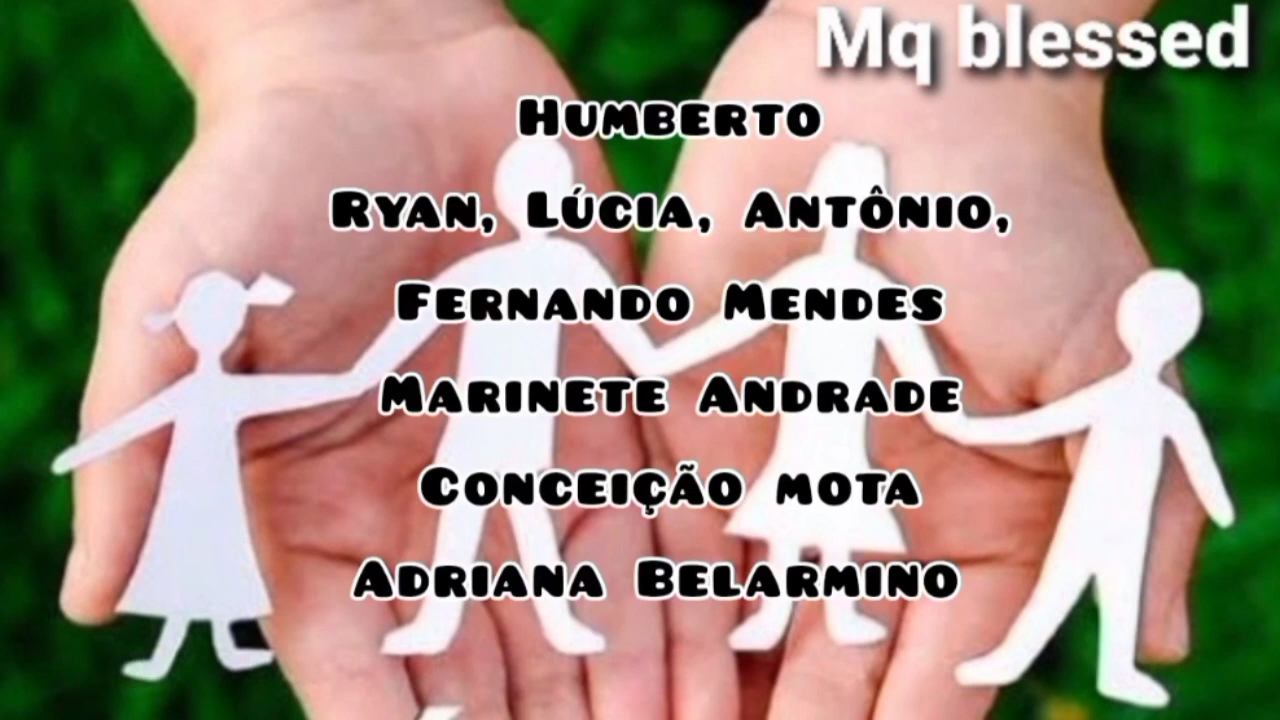 Mq blessed
Humberto
Ryan, Lúcia, Antônio,
Fernando Mendes
Marinete Andrade
Conceição mota
Adriana Belarmino